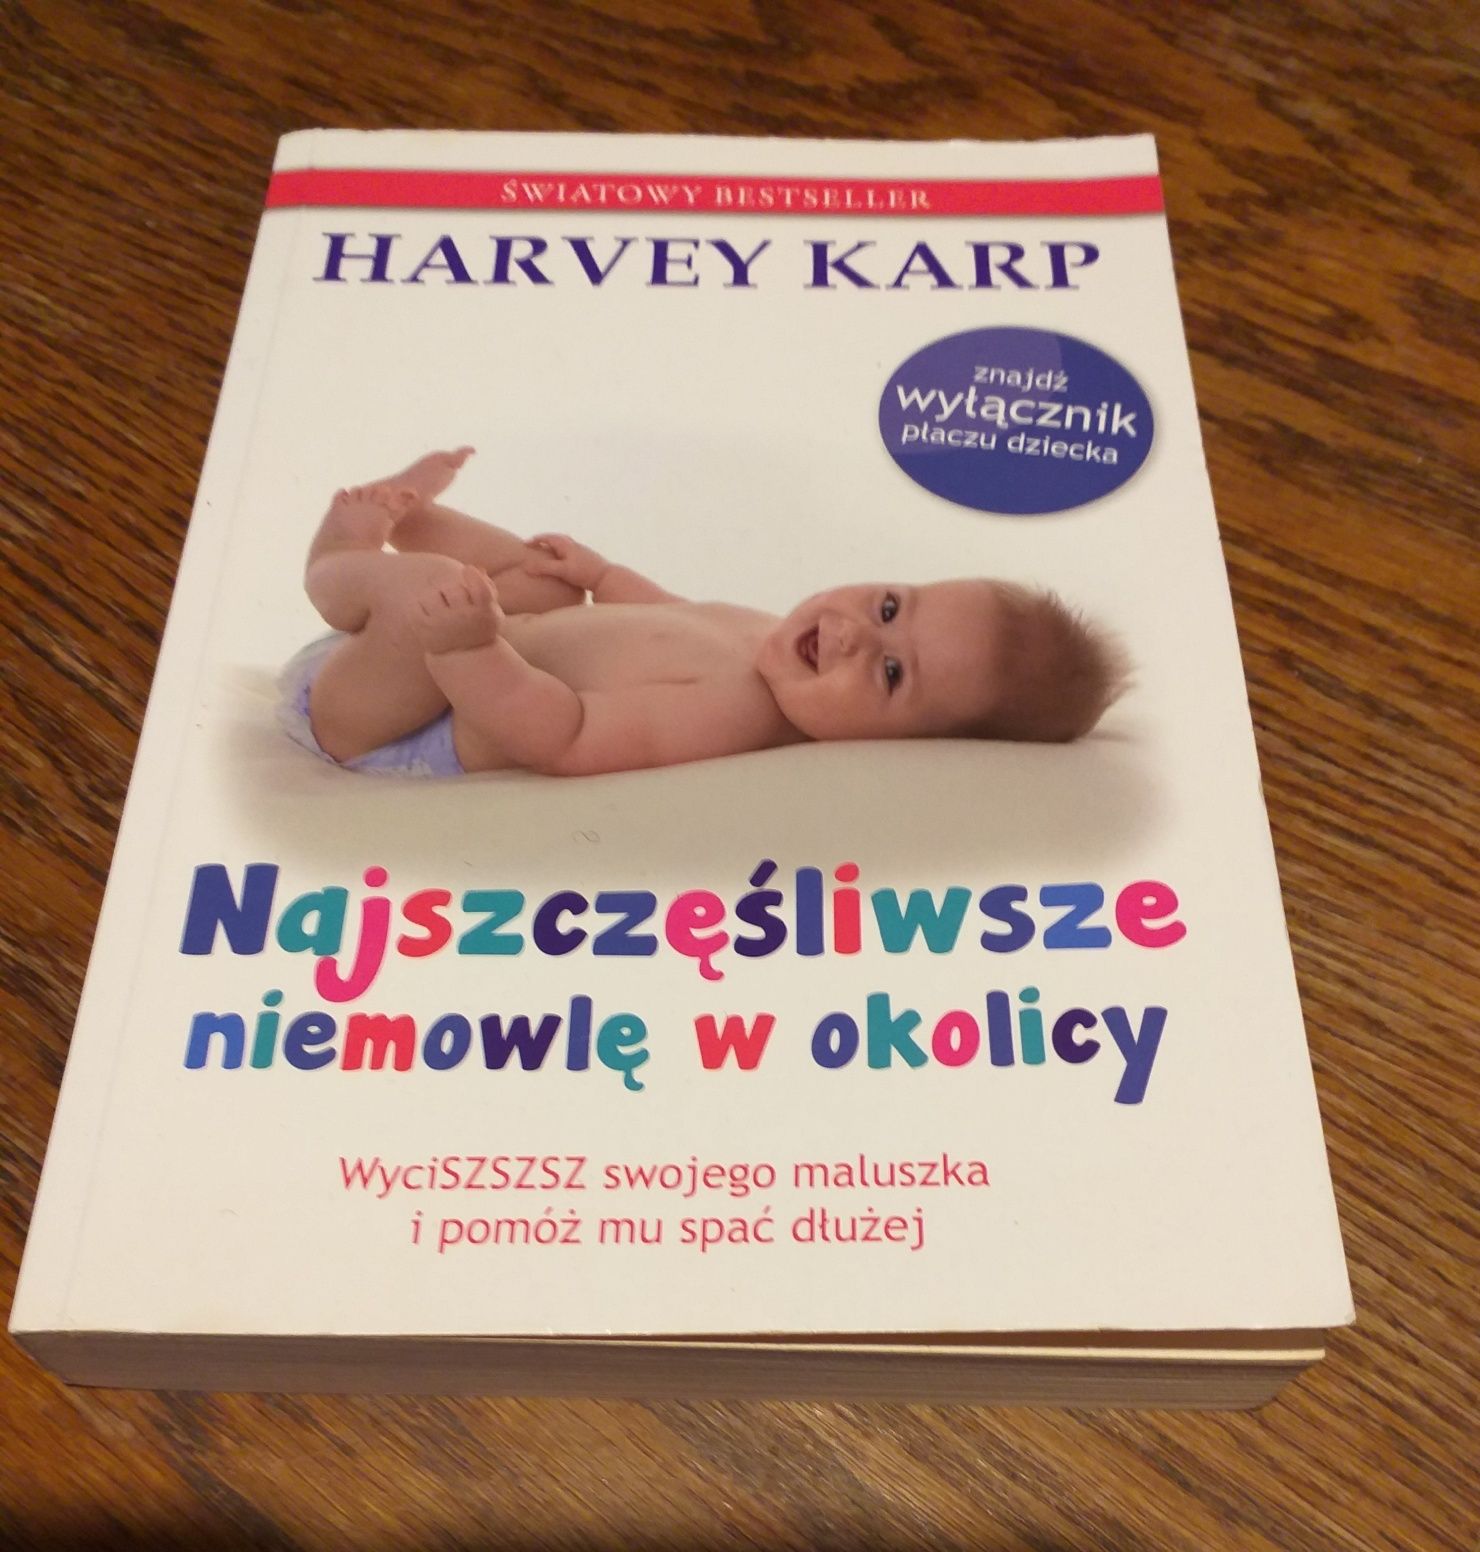 ŚWIATOWY BESTSELLER
HARVEY KARP
znajdź
wyłącznik
płaczu dziecka
Najszczęśliwsze
niemowlę w okolicy
WyciSZSZSZ swojego maluszka
i pomóż mu spać dłużej